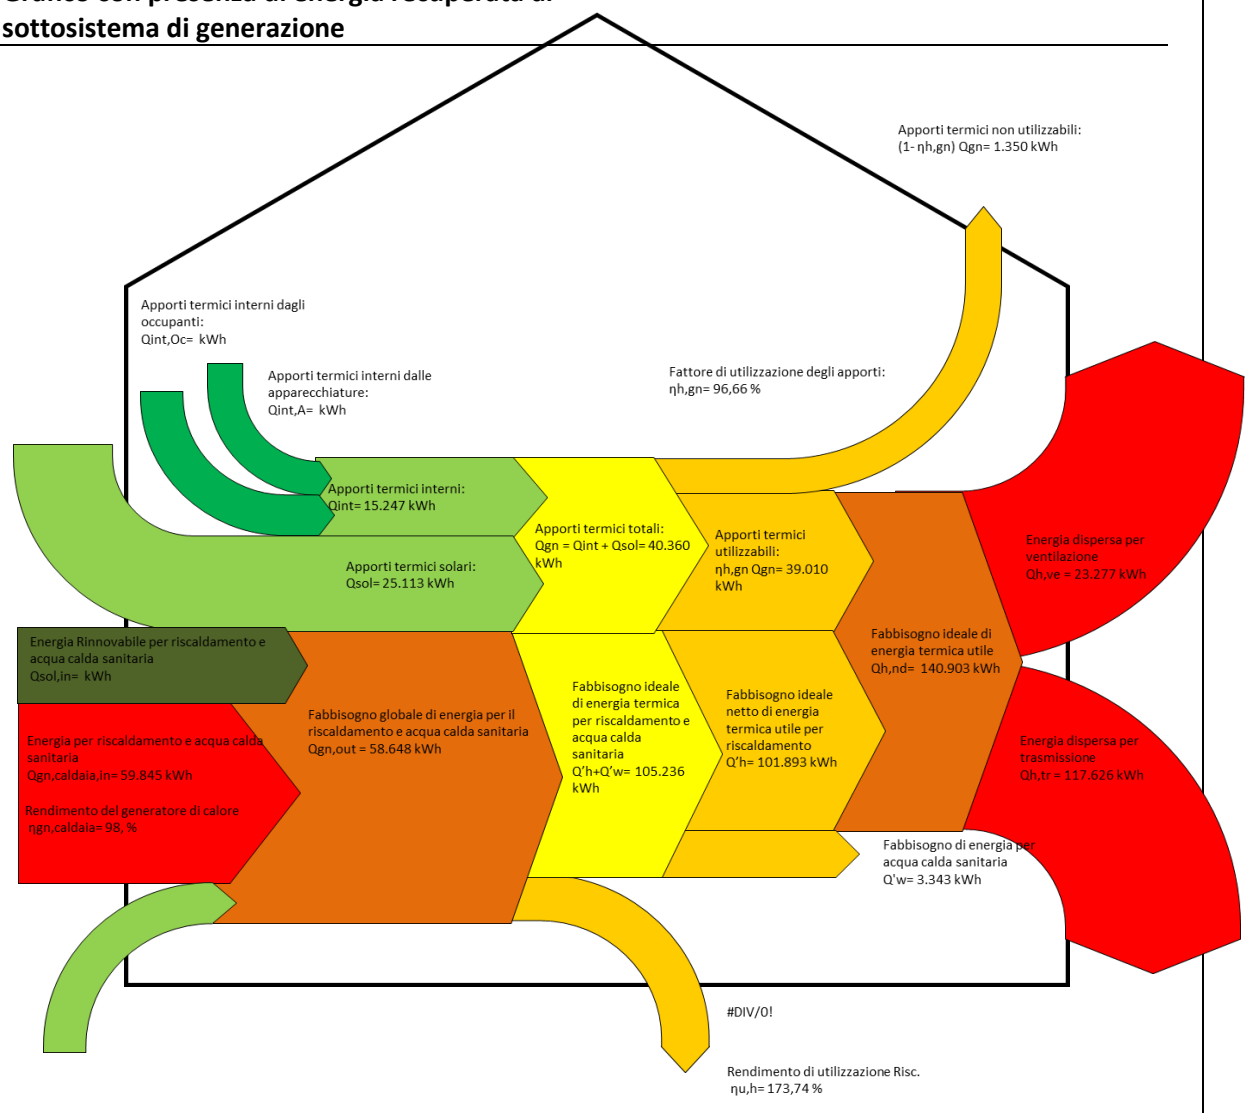 Grafico con presenza di energia recuperata di
sottosistema di generazione
Apporti termici non utilizzabili:
(1- ηh,gn) Qgn= 1.350 kWh
Apporti termici interni dagli
occupanti:
Qint,Oc=  kWh
Apporti termici interni dalle
apparecchiature:
Qint,A=  kWh
Fattore di utilizzazione degli apporti:
ηh,gn= 96,66 %
Apporti termici interni:
Qint= 15.247 kWh
Apporti termici solari:
Qsol= 25.113 kWh
Apporti termici totali:
Qgn = Qint + Qsol= 40.360
kWh
Apporti termici
utilizzabili:
ηh,gn Qgn= 39.010
kWh
Energia dispersa per
ventilazione
Qh,ve = 23.277 kWh
Energia Rinnovabile per riscaldamento e
acqua calda sanitaria
Qsol,in=  kWh
Energia per riscaldamento e acqua calda
sanitaria
Qgn,caldaia,in= 59.845 kWh
Rendimento del generatore di calore
ηgn,caldaia= 98, %
Fabbisogno globale di energia per il
riscaldamento e acqua calda sanitaria
Qgn,out = 58.648 kWh
Fabbisogno ideale
di energia termica
per riscaldamento e
acqua calda
sanitaria
Q’h+Q’w= 105.236
kWh
Fabbisogno ideale
netto di energia
termica utile per
riscaldamento
Q’h= 101.893 kWh
Fabbisogno ideale di
energia termica utile
Qh,nd=  140.903 kWh
Energia dispersa per
trasmissione
Qh,tr = 117.626 kWh
Fabbisogno di energia per
acqua calda sanitaria
Q'w= 3.343 kWh
#DIV/0!
Rendimento di utilizzazione Risc.
ηu,h= 173,74 %